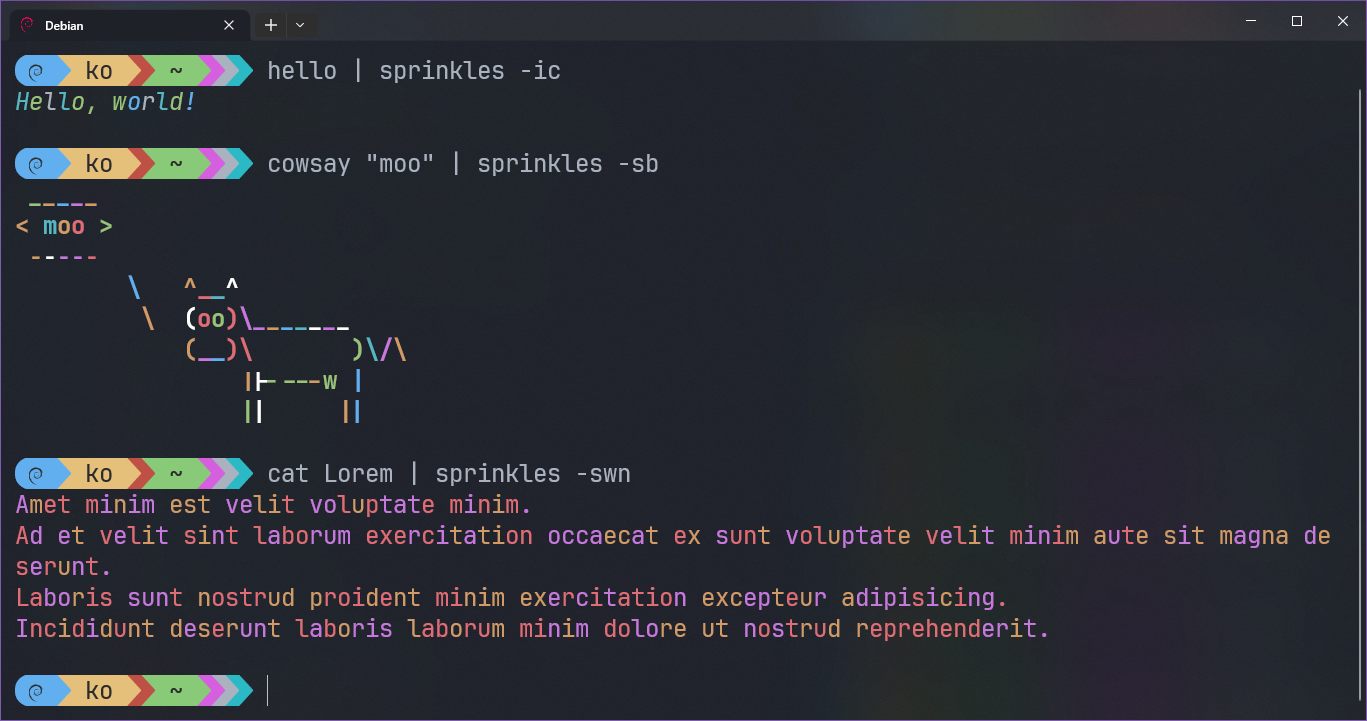 Debian
ko ~ hello | sprinkles -ic
Hello, world!
ko ~ cowsay "moo" | sprinkles -sb
 _____
< moo >
 -----
        \   ^__^
         \  (oo)\_______
            (__)\       )\/\
                ||----w |
                ||     ||
ko ~ cat Lorem | sprinkles -swn
Amet minim est velit voluptate minim.
Ad et velit sint laborum exercitation occaecat ex sunt voluptate velit minim aute sit magna de
serunt.
Laboris sunt nostrud proident minim exercitation excepteur adipisicing.
Incididunt deserunt laboris laborum minim dolore ut nostrud reprehenderit.
ko ~